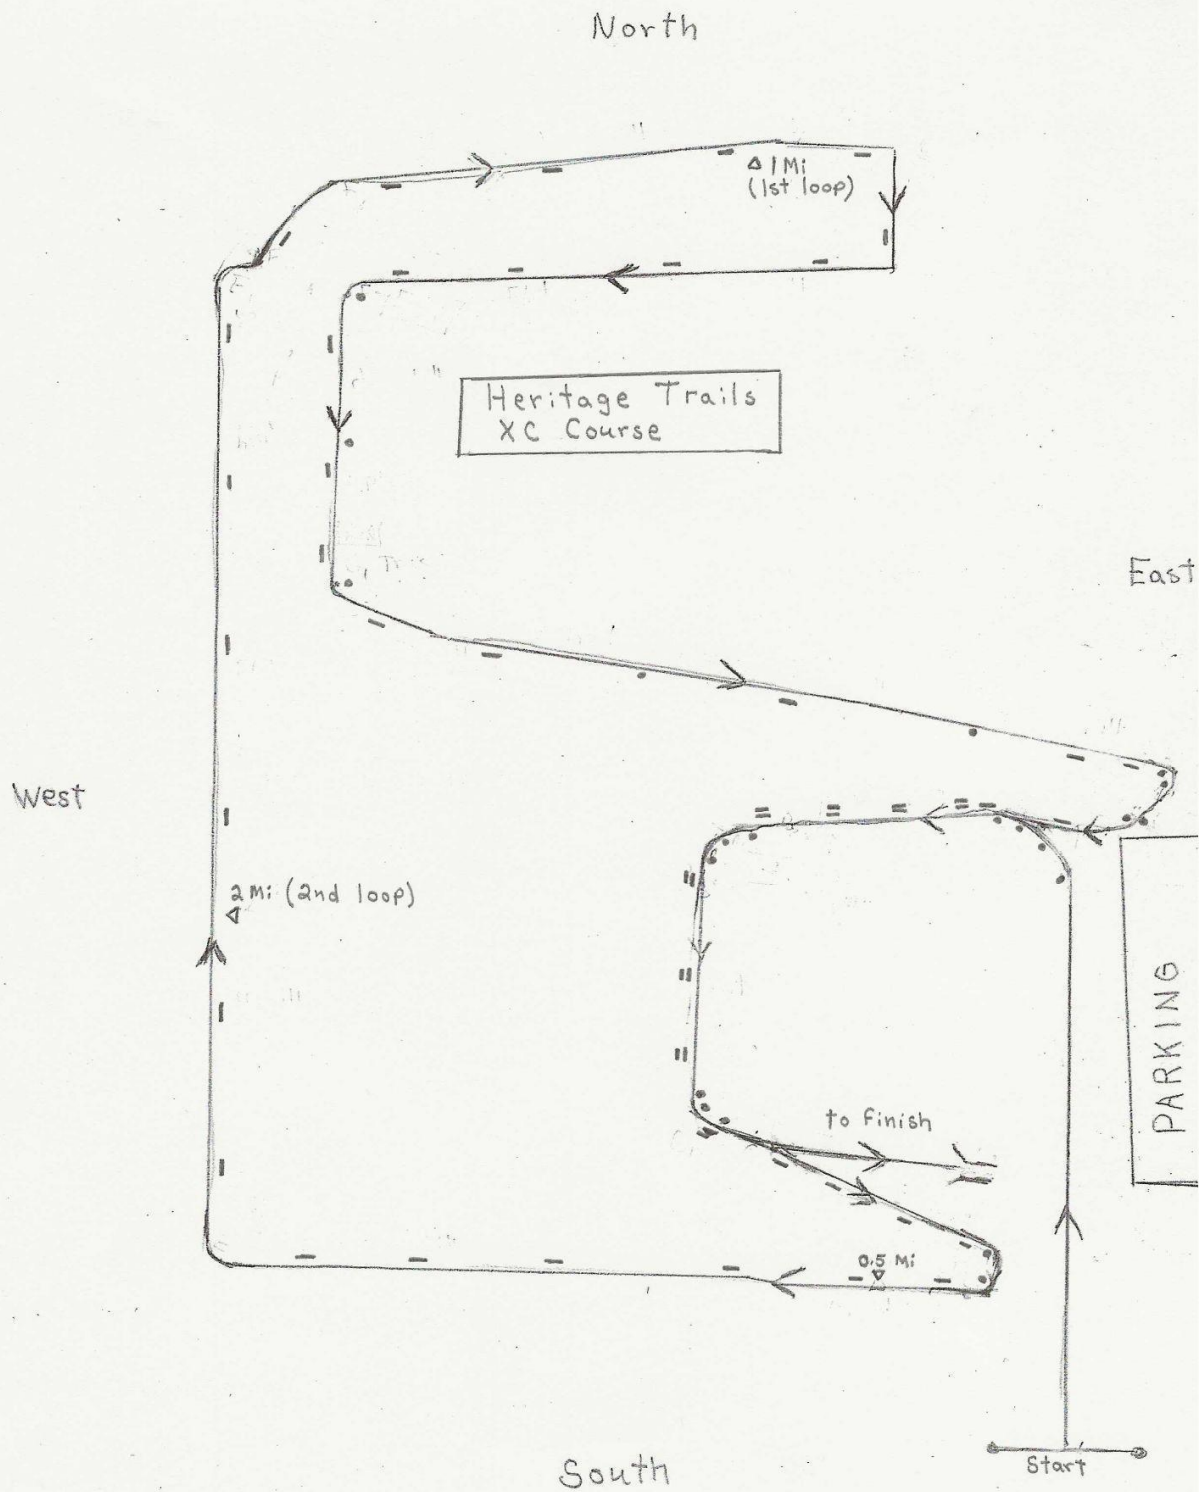 North
1 Mi
(1st loop)
Heritage Trails
XC Course
East
West
2 Mi (2nd loop)
PARKING
to finish
0.5 Mi
Start
South